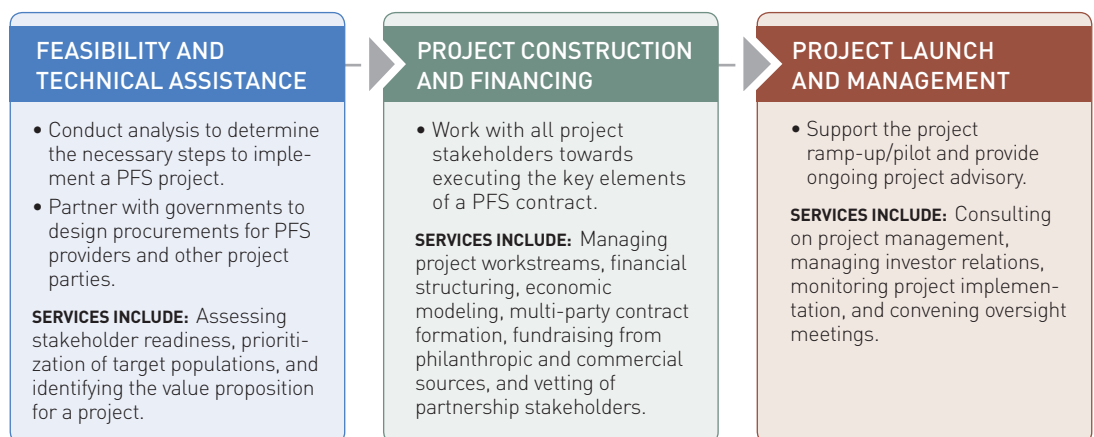 FEASIBILITY AND
TECHNICAL ASSISTANCE
• Conduct analysis to determine
the necessary steps to imple-
ment a PFS project.
• Partner with governments to
design procurements for PFS
providers and other project
parties.
SERVICES INCLUDE: Assessing
stakeholder readiness, prioriti-
zation of target populations, and
identifying the value proposition
for a project.
PROJECT CONSTRUCTION
AND FINANCING
• Work with all project
stakeholders towards
executing the key elements
of a PFS contract.
SERVICES INCLUDE: Managing
project workstreams, financial
structuring, economic
modeling, multi-party contract
formation, fundraising from
philanthropic and commercial
sources, and vetting of
partnership stakeholders.
PROJECT LAUNCH
AND MANAGEMENT
• Support the project
ramp-up/pilot and provide
ongoing project advisory.
SERVICES INCLUDE: Consulting
on project management,
managing investor relations,
monitoring project implemen-
tation, and convening oversight
meetings.